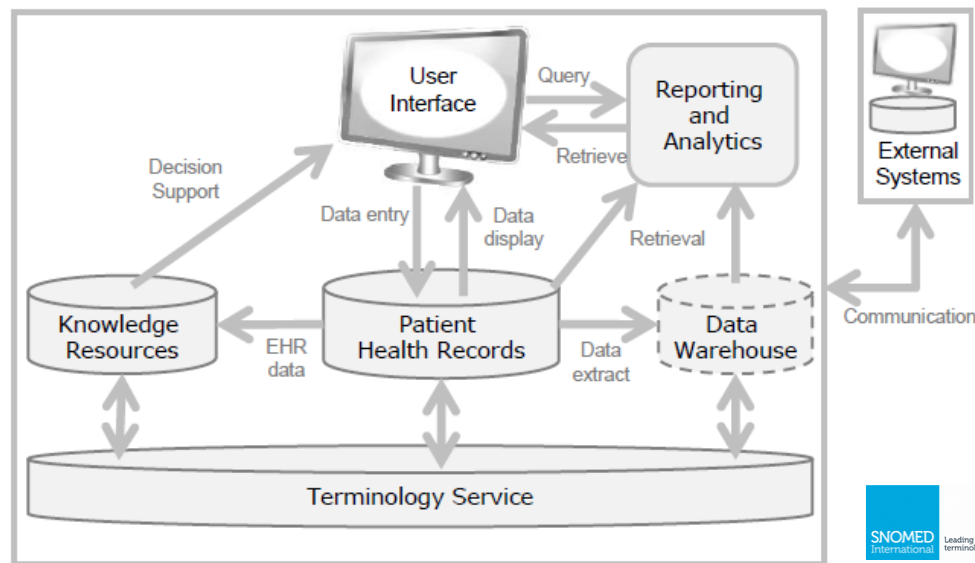 User
Interface
Query
Retrieve
Reporting
and
Analytics
External
Systems
Decision
Support
Data entry
Data
display
Retrieval
Communication
Knowledge
Resources
EHR
data
Patient
Health Records
Data
extract
Data
Warehouse
Terminology Service
SNOMED
International
Leading